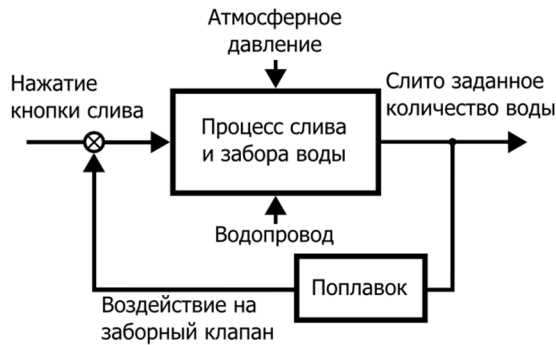 Атмосферное
давление
Нажатие
кнопки слива
Слито заданное
количество воды
Процесс слива
и забора воды
Водопровод
Поплавок
Воздействие на
заборный клапан